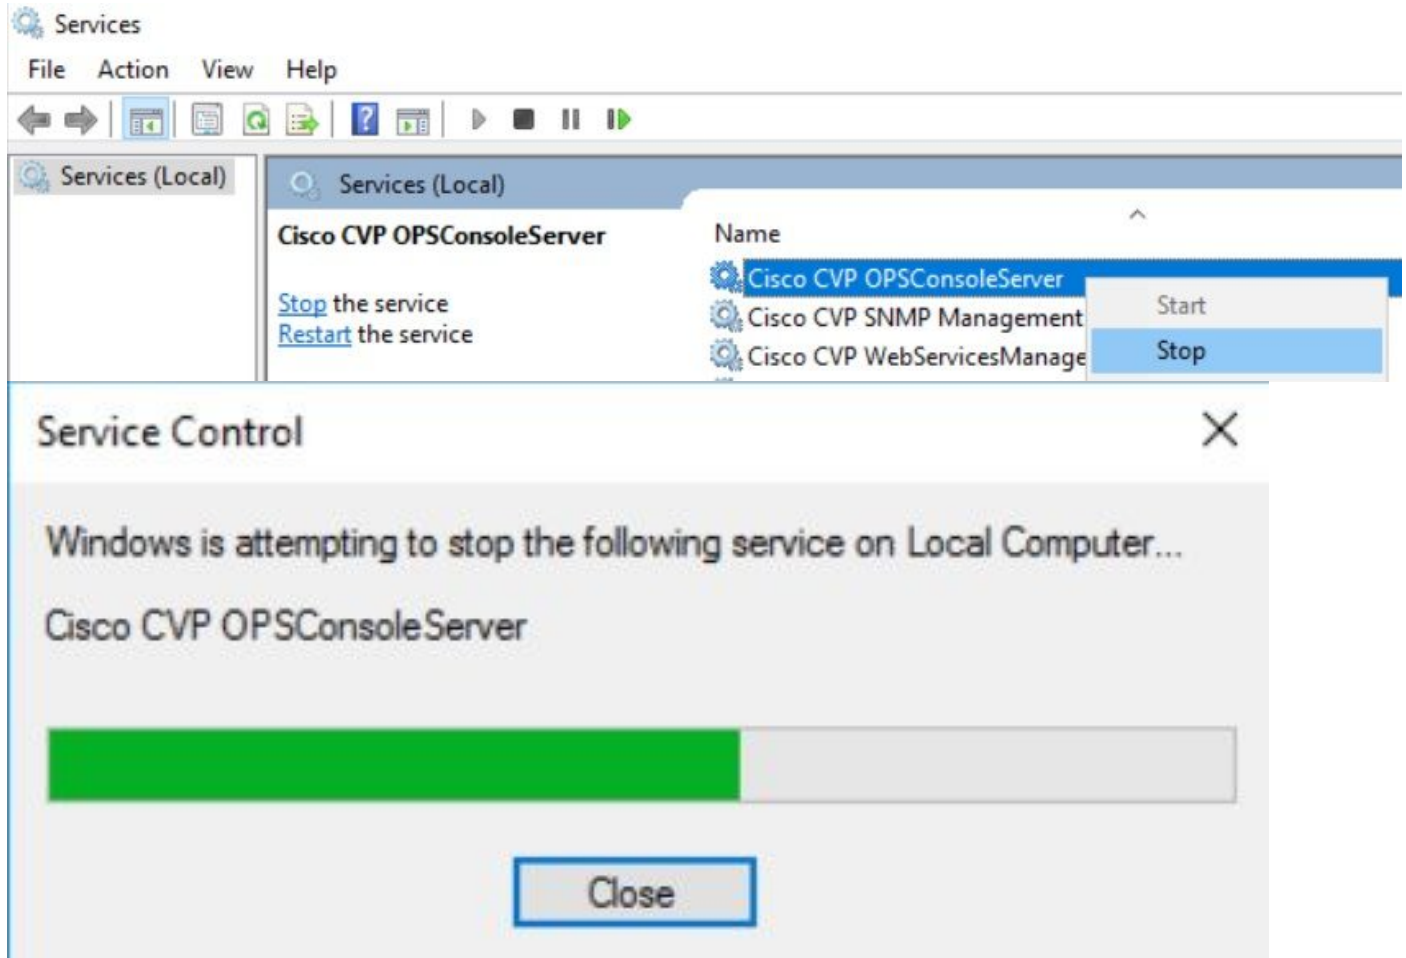 Services
File Action View Help
Services (Local)
Services (Local)
Cisco CVP OPSConsoleServer
Stop the service
Restart the service
Name
Cisco CVP OPSConsoleServer
Cisco CVP SNMP Management
Cisco CVP WebServicesManage
Start
Stop
Service Control
Windows is attempting to stop the following service on Local Computer...
Cisco CVP OPSConsoleServer
Close